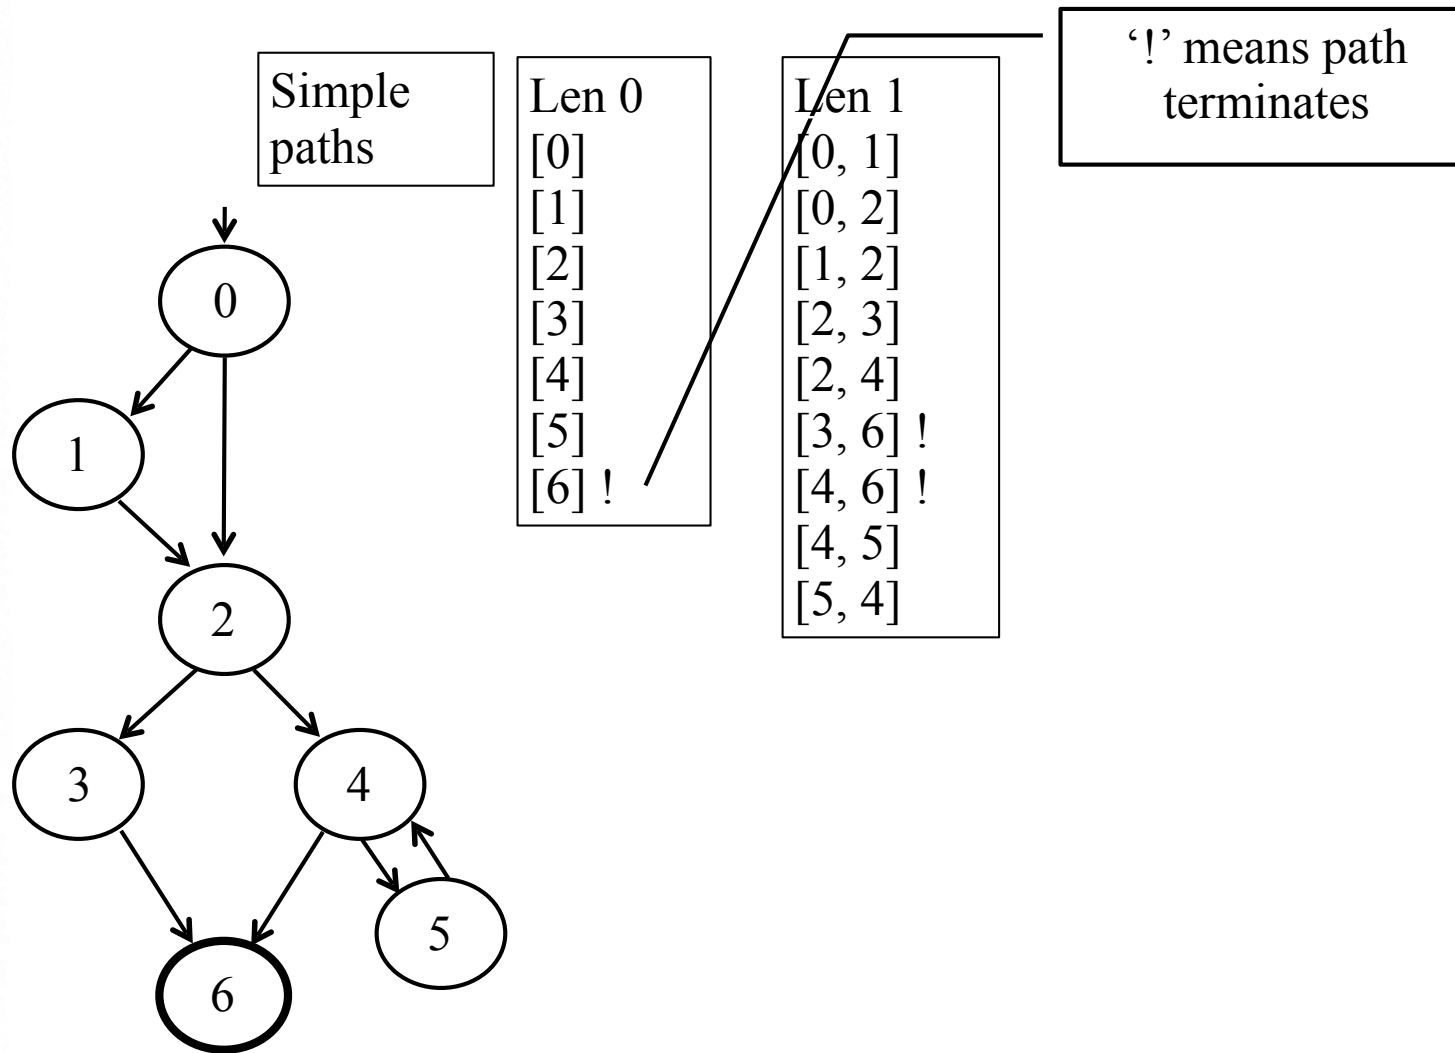 Simple
paths
Len 0
[0]
[1]
[2]
[3]
[4]
[5]
[6] !
Len 1
[0, 1]
[0, 2]
[1, 2]
[2, 3]
[2, 4]
[3, 6] !
[4, 6] !
[4, 5]
[5, 4]
‘!’ means path
terminates
0
1
2
3
4
5
6